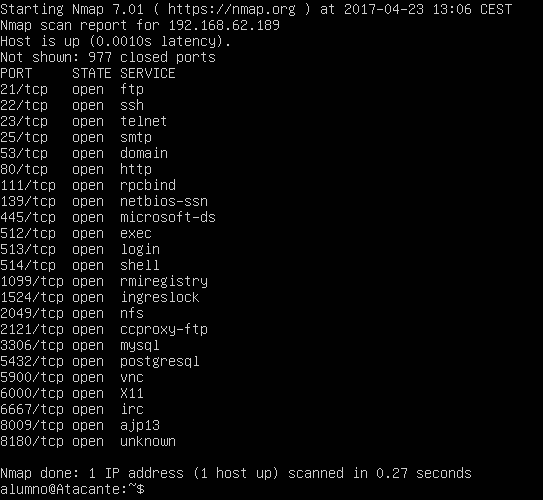 Starting Nmap 7.01 ( https://nmap.org ) at 2017-04-23 13:06 CEST
Nmap scan report for 192.168.62.189
Host is up (0.0010s latency).
Not shown: 977 closed ports
PORT     STATE SERVICE
21/tcp   open  ftp
22/tcp   open  ssh
23/tcp   open  telnet
25/tcp   open  smtp
53/tcp   open  domain
80/tcp   open  http
111/tcp  open  rpcbind
139/tcp  open  netbios-ssn
445/tcp  open  microsoft-ds
512/tcp  open  exec
513/tcp  open  login
514/tcp  open  shell
1099/tcp open  rmiregistry
1524/tcp open  ingreslock
2049/tcp open  nfs
2121/tcp open  ccproxy-ftp
3306/tcp open  mysql
5432/tcp open  postgresql
5900/tcp open  vnc
6000/tcp open  X11
6667/tcp open  irc
8009/tcp open  ajp13
8180/tcp open  unknown
Nmap done: 1 IP address (1 host up) scanned in 0.27 seconds
alumno@Atacante:~$